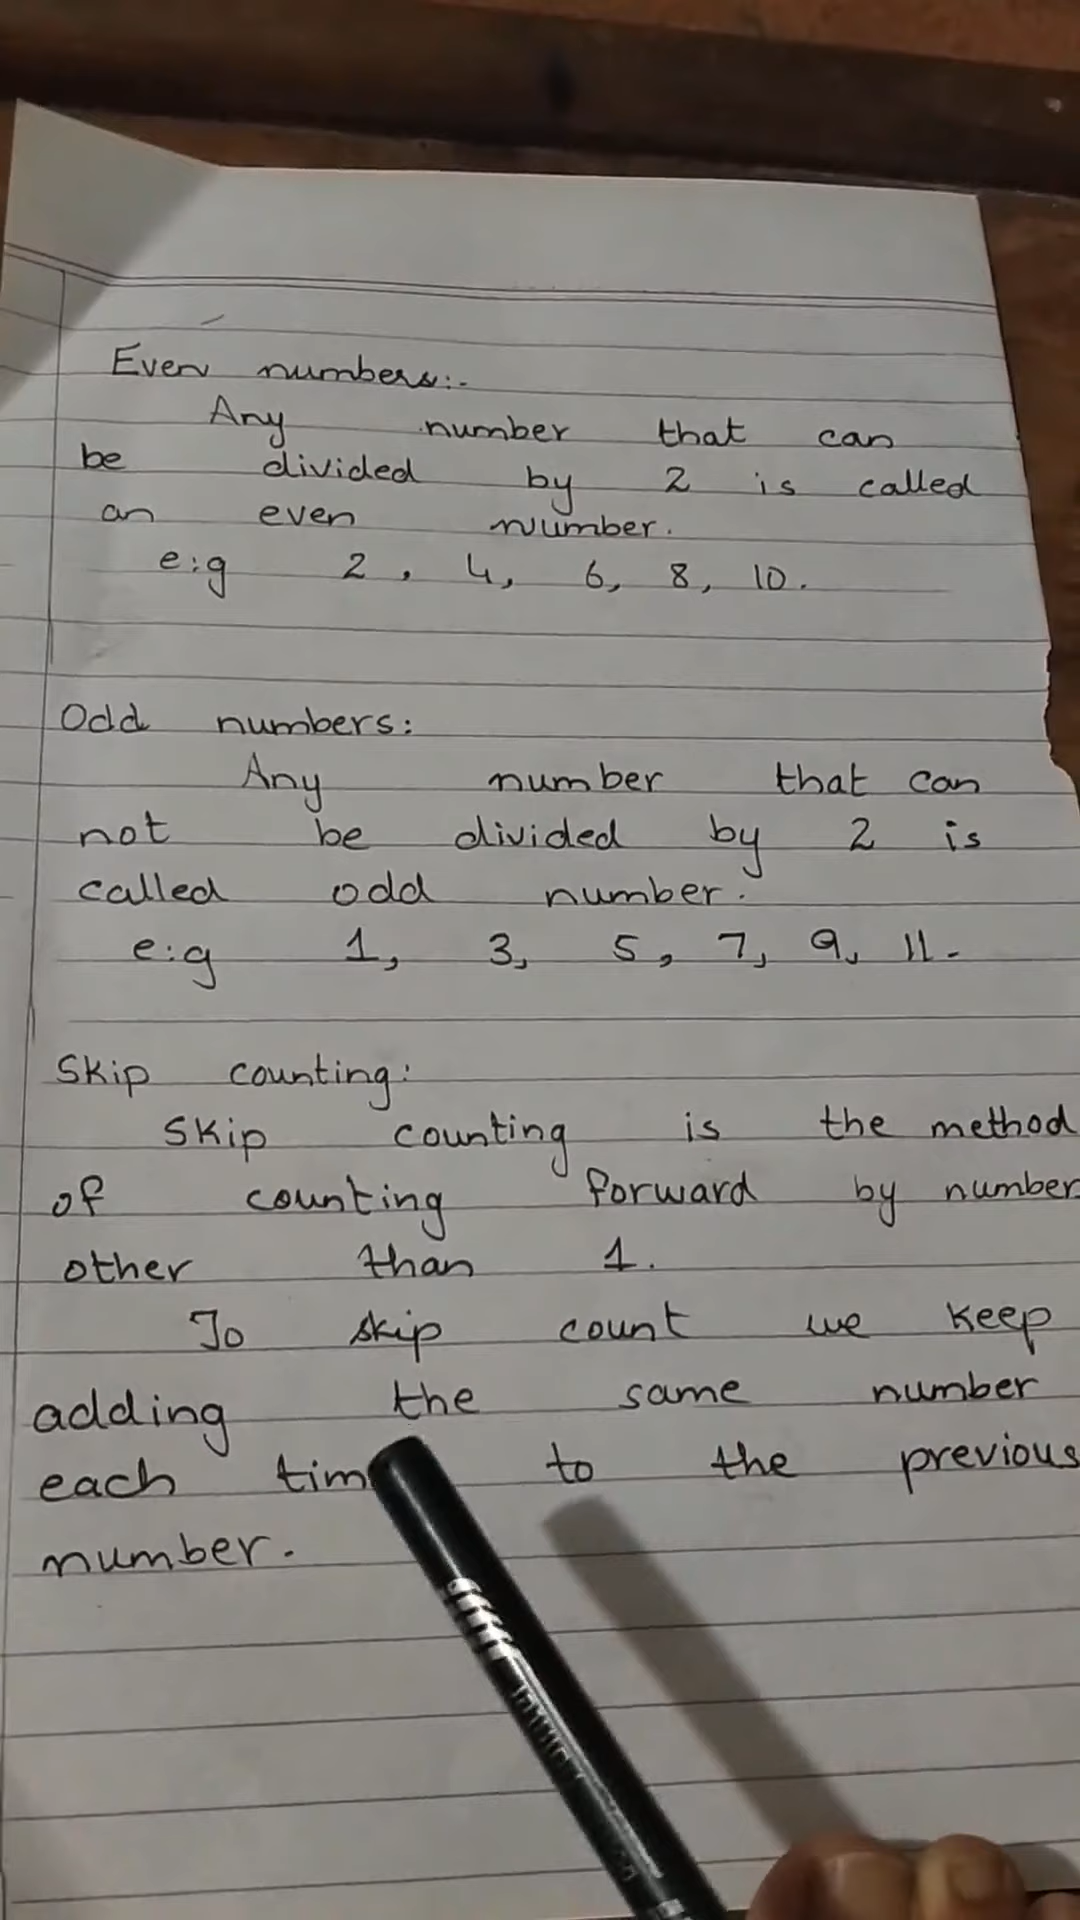 Even numbers:-
Any number that can
be divided by 2 is called
an even number.
e:g 2, 4, 6, 8, 10.
Odd numbers:
Any number that can
not be divided by 2 is
called odd number.
e:g 1, 3, 5, 7, 9, 11.
Skip counting:
Skip counting is the method
of counting forward by number
other than 1.
To skip count we keep
adding the same number
each tim to the previous
number.